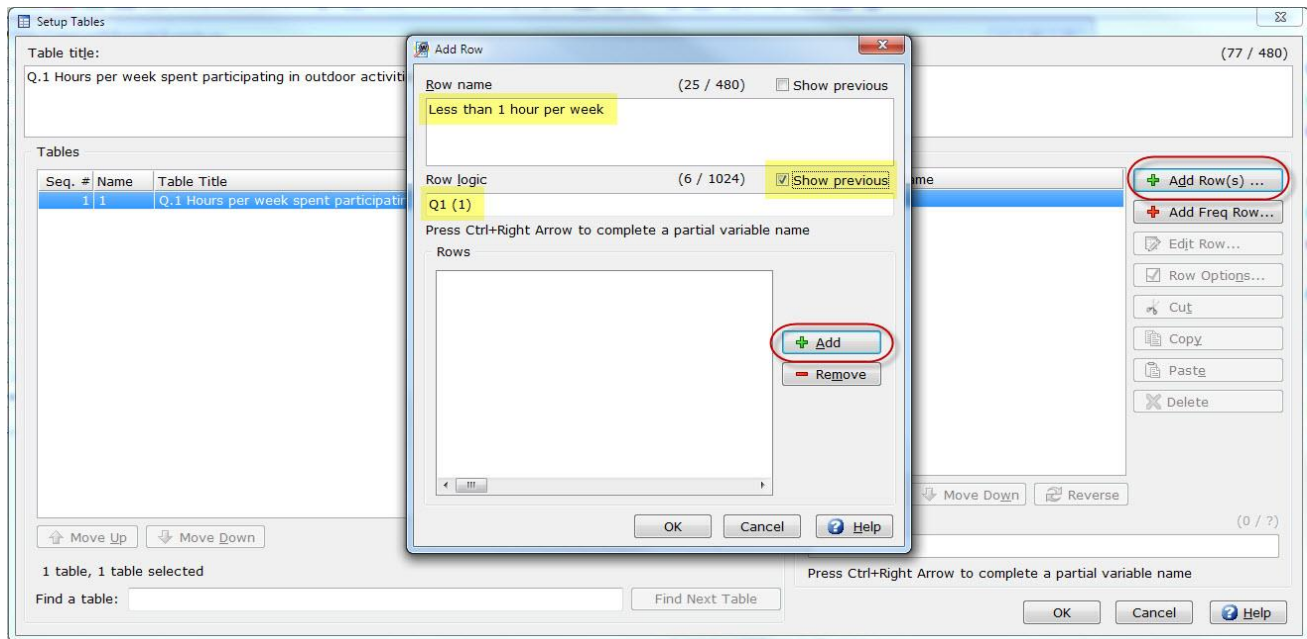 Setup Tables
Table title:
(77 / 480)
Q.1 Hours per week spent participating in outdoor activiti
Tables
Seq. # Name Table Title
1 1 Q.1 Hours per week spent participatin
Move Up Move Down
1 table, 1 table selected
Find a table: Find Next Table
Add Row
Row name (25 / 480) Show previous
Less than 1 hour per week
Row logic (6 / 1024) Show previous
Q1 (1)
Press Ctrl+Right Arrow to complete a partial variable name
Rows
Add
Remove
OK Cancel Help
ame
Add Row(s) ...
Add Freq Row...
Edit Row...
Row Options...
Cut
Copy
Paste
Delete
Move Down Reverse
(0 / ?)
Press Ctrl+Right Arrow to complete a partial variable name
OK Cancel Help